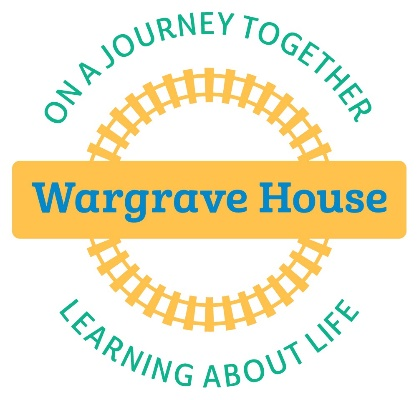 ON A JOURNEY TOGETHER
Wargrave House
LEARNING ABOUT LIFE